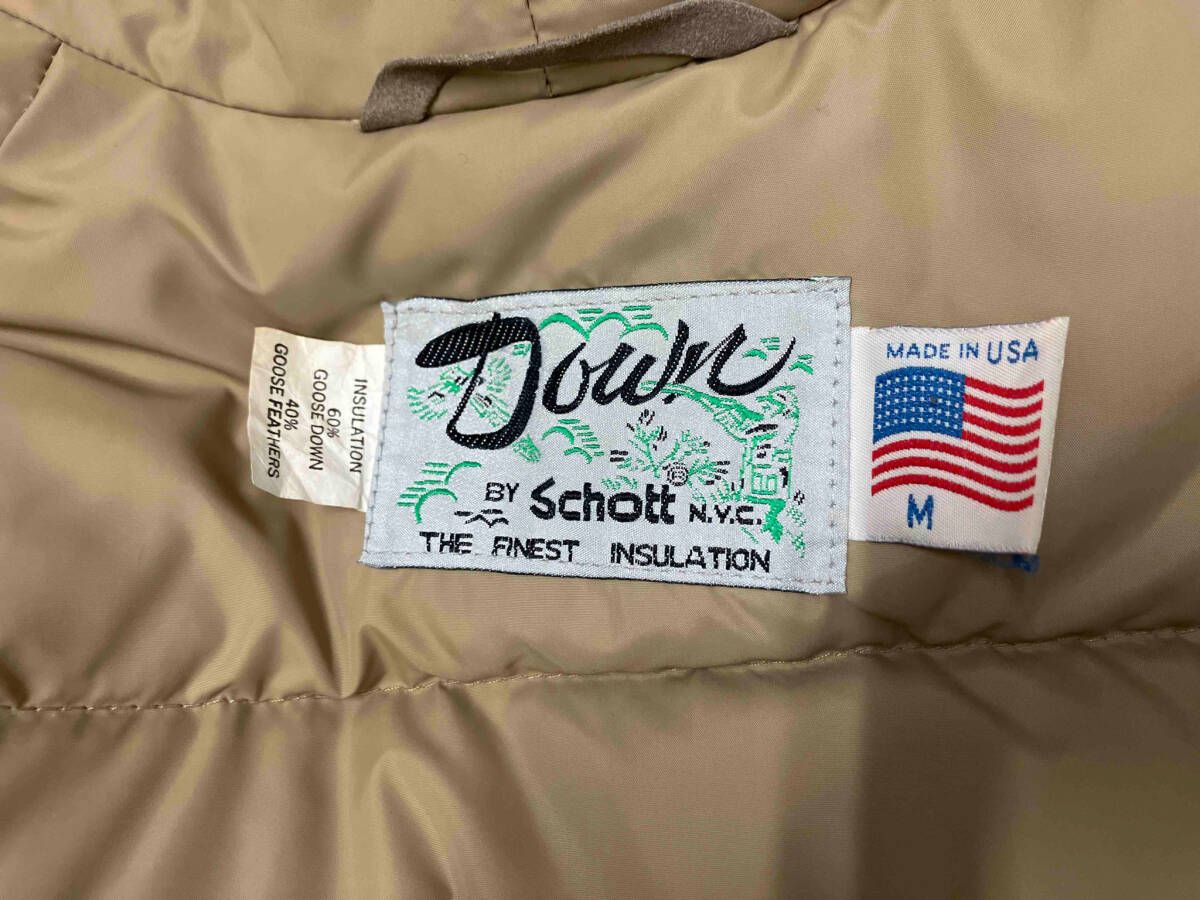 INSULATION
60%
GOOSE DOWN
40%
GOOSE FEATHERS
Down
BY Schott® N.Y.C.
THE FINEST INSULATION
MADE IN USA
M